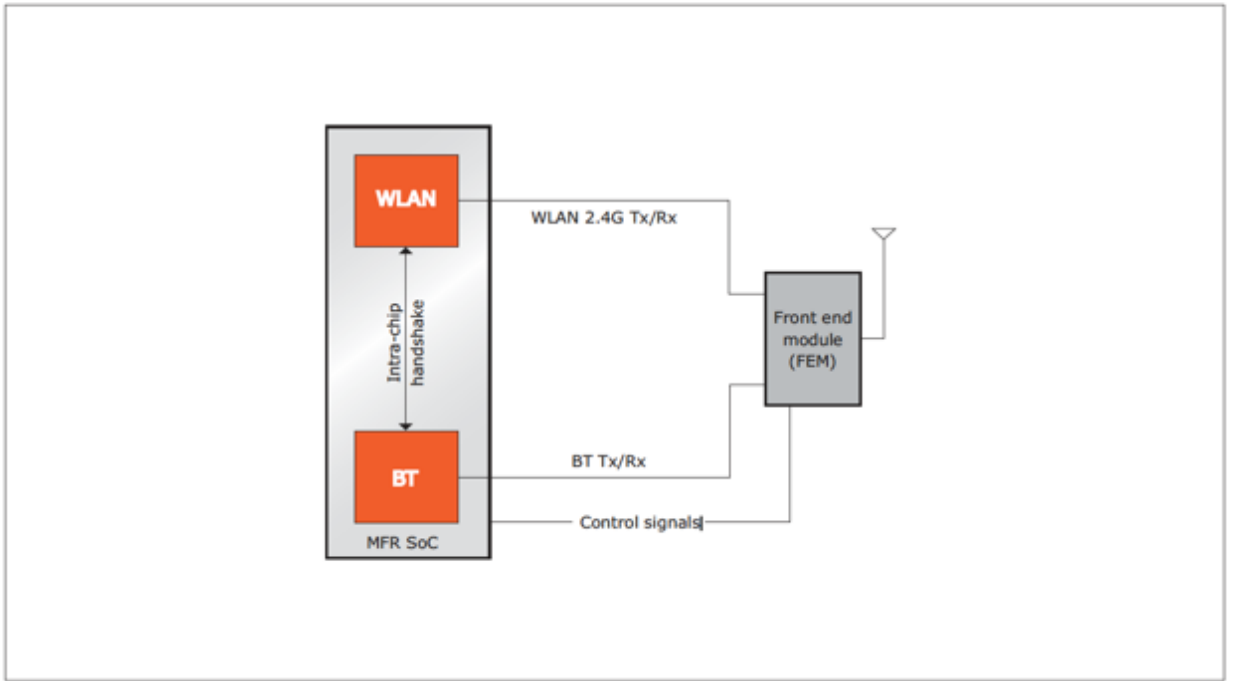 WLAN
WLAN 2.4G Tx/Rx
Intra-chip
handshake
Front end
module
(FEM)
BT
BT Tx/Rx
Control signals
MFR SoC